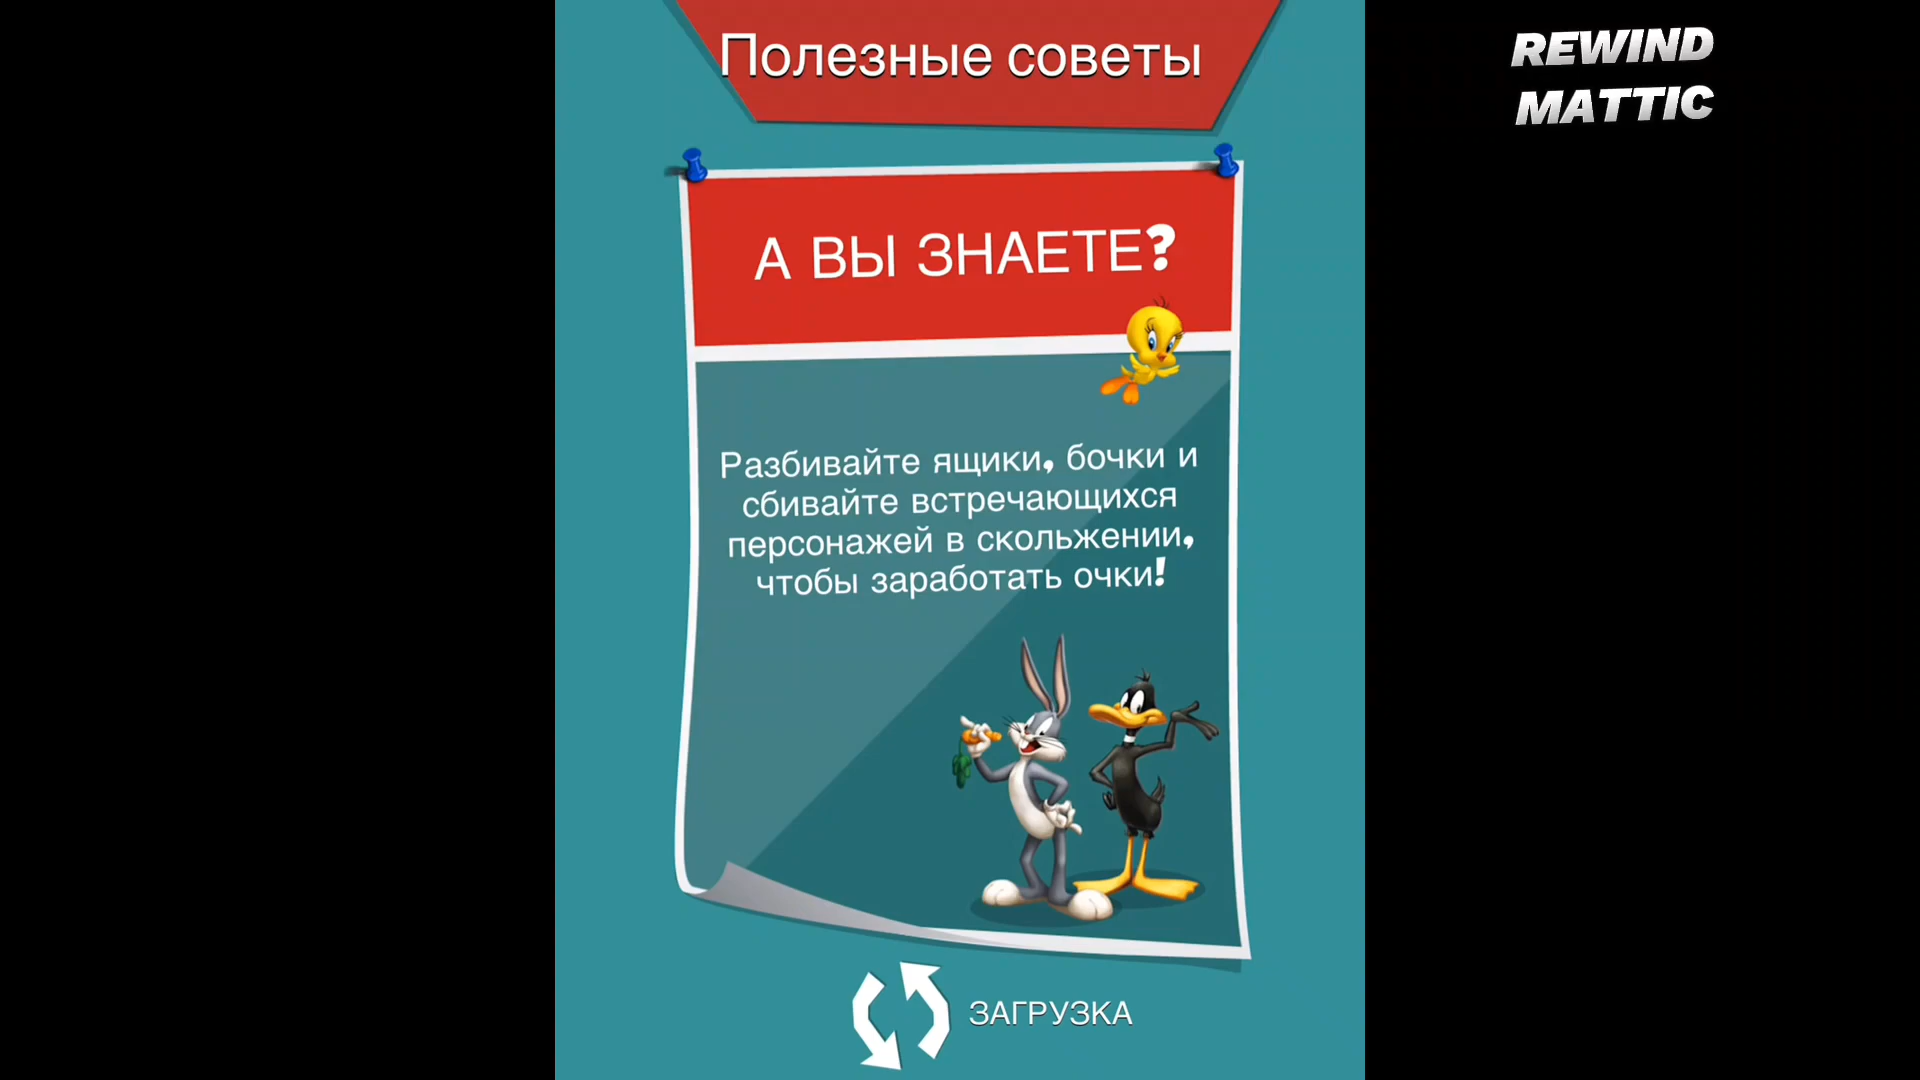 Полезные советы
REWIND
MATTIC
А ВЫ ЗНАЕТЕ?
Разбивайте ящики, бочки и
сбивайте встречающихся
персонажей в скольжении,
чтобы заработать очки!
ЗАГРУЗКА